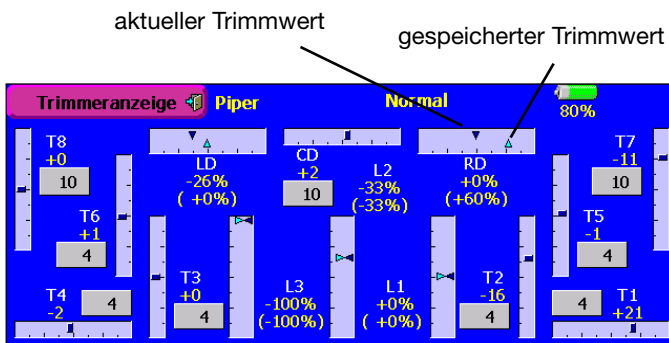 aktueller Trimmwert
gespeicherter Trimmwert
Trimmeranzeige Piper Normal 80%
T8
+0
10
T6
+1
4
T4
-2
4
LD
-26%
( +0%)
CD
+2
10
L2
-33%
(-33%)
RD
+0%
(+60%)
T7
-11
10
T5
-1
4
T3
+0
4
L3
-100%
(-100%)
L1
+0%
( +0%)
T2
-16
4
4
T1
+21